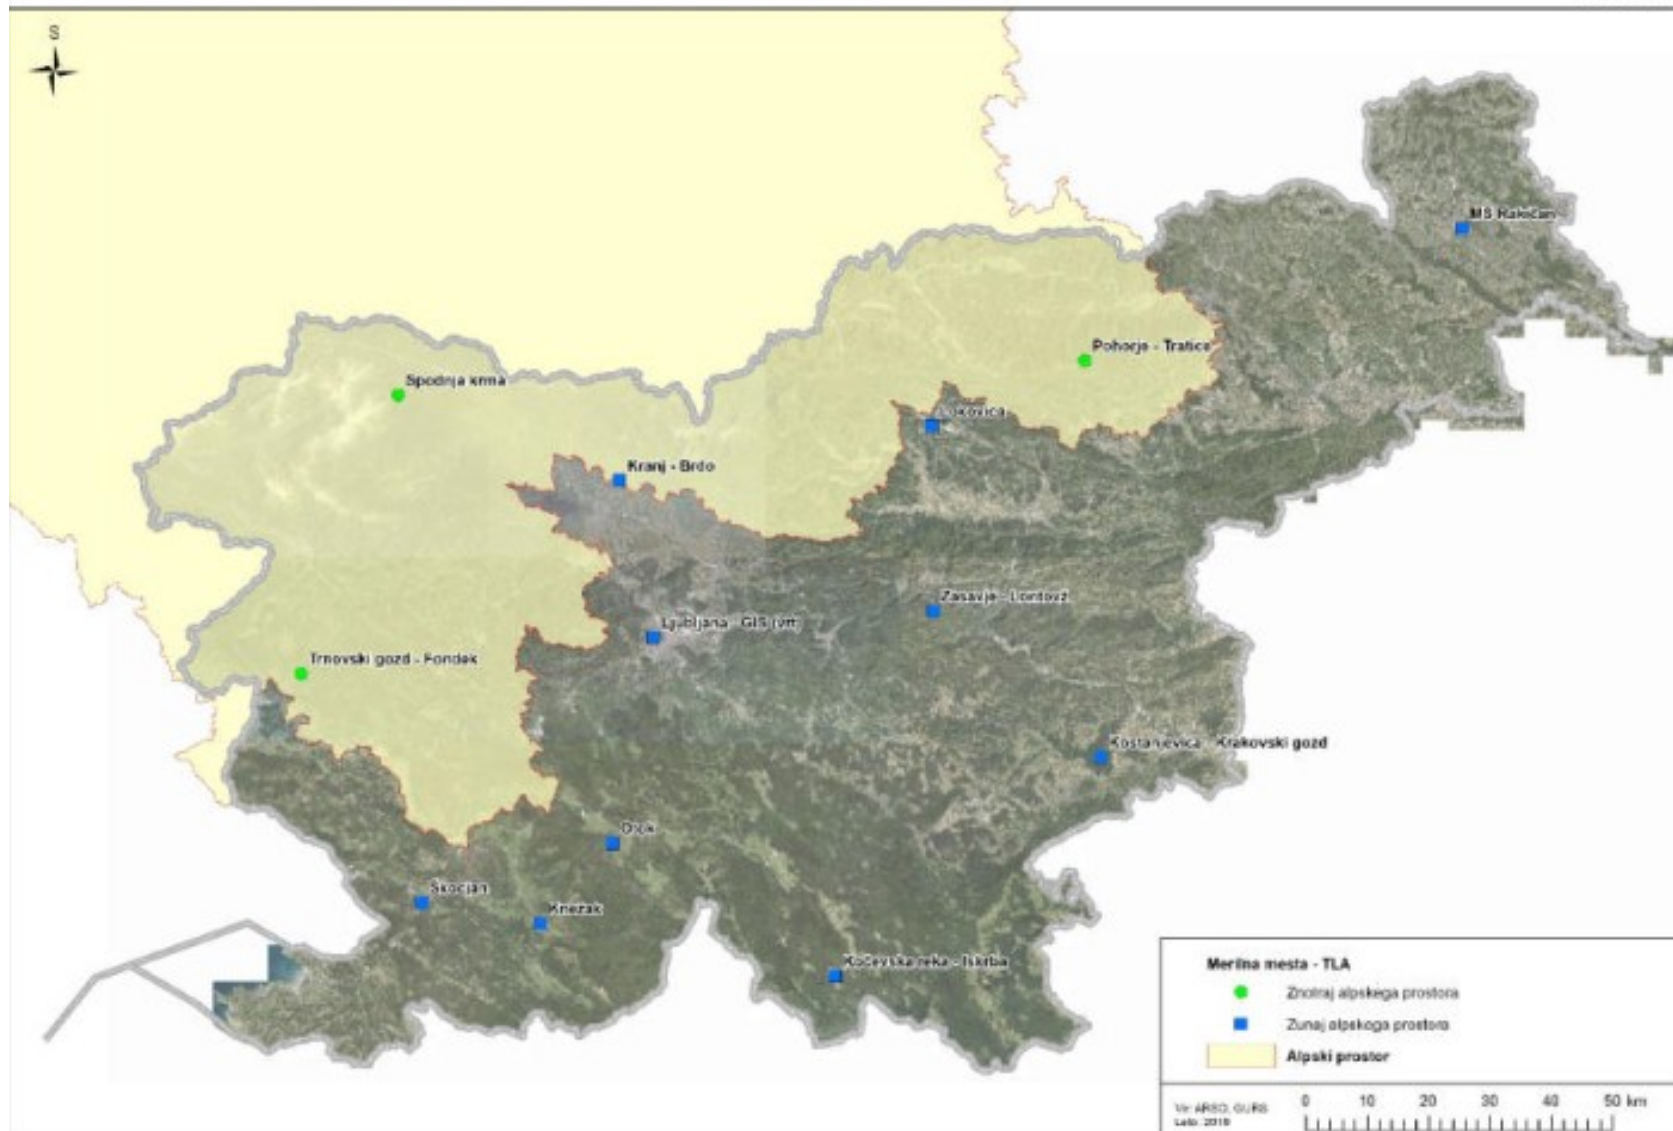 S
MS Rakičan
Pohorje - Tratice
Spodnja krma
Lokovica
Kranj - Brdo
Zasavje - Lontovž
Ljubljana - GIS (vrt)
Trnovski gozd - Fondek
Kostanjevica - Krakovski gozd
Otok
Škocjan
Knežak
Kočevska reka - Iskrba
Merilna mesta - TLA
Znotraj alpskega prostora
Zunaj alpskega prostora
Alpski prostor
Vir: ARSO, GURS
Leto: 2019
0 10 20 30 40 50 km